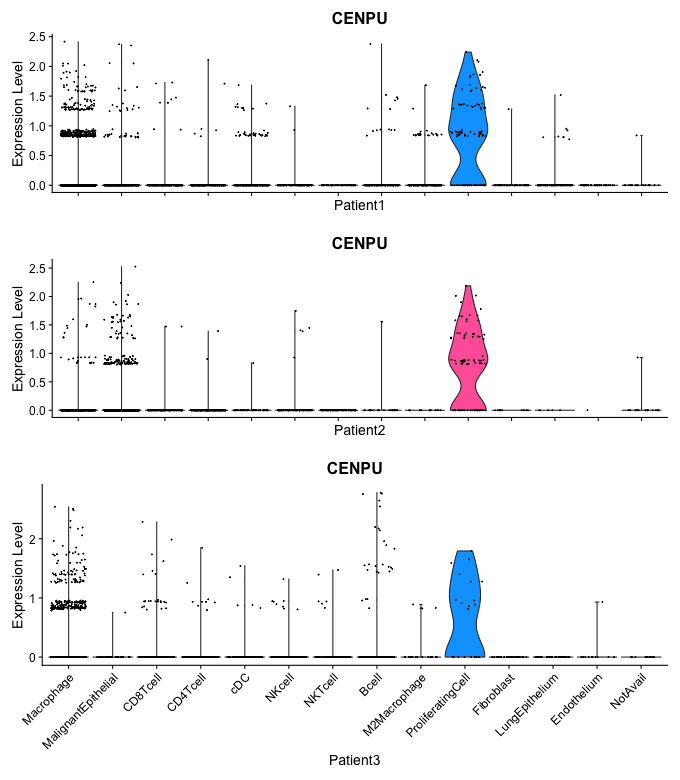 CENPU
Expression Level
2.5
2.0
1.5
1.0
0.5
0.0
Patient1
CENPU
Expression Level
2.5
2.0
1.5
1.0
0.5
0.0
Patient2
CENPU
Expression Level
2
1
0
Macrophage
MalignantEpithelial
CD8Tcell
CD4Tcell
cDC
NKcell
NKTcell
Bcell
M2Macrophage
ProliferatingCell
Fibroblast
LungEpithelium
Endothelium
NotAvail
Patient3